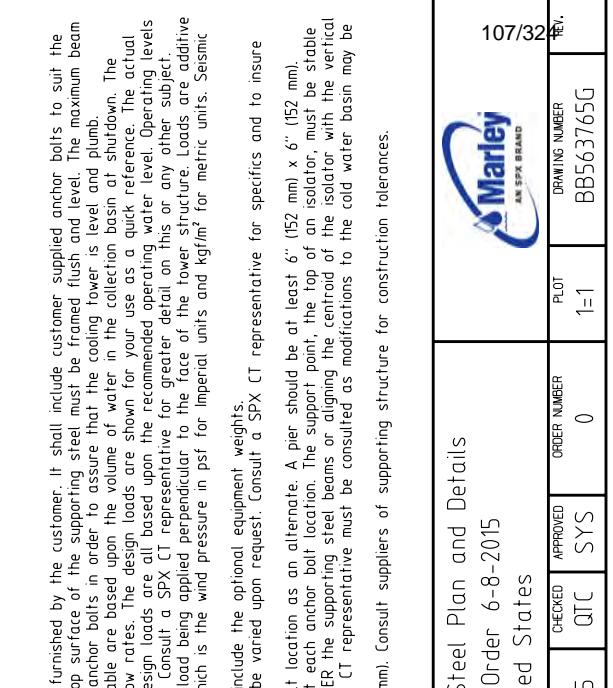 107/324
furnished by the customer. It shall include customer supplied anchor bolts to suit the
op surface of the supporting steel must be framed flush and level. The maximum beam
anchor bolts in order to assure that the cooling tower is level and plumb.
able are based upon the volume of water in the collection basin at shutdown. The
ow rates. The design loads are shown for your use as a quick reference. The actual
esign loads are all based upon the recommended operating water level. Operating levels
Consult a SPX CT representative for greater detail on this or any other subject.
load being applied perpendicular to the face of the tower structure. Loads are additive
hich is the wind pressure in psf for Imperial units and kgf/m² for metric units. Seismic
include the optional equipment weights.
be varied upon request. Consult a SPX CT representative for specifics and to insure
t location as an alternate. A pier should be at least 6´´ (152 mm) x 6´´ (152 mm).
t each anchor bolt location. The support point, the top of an isolator, must be stable
ER the supporting steel beams or aligning the centroid of the isolator with the vertical
CT representative must be consulted as modifications to the cold water basin may be
mm). Consult suppliers of supporting structure for construction tolerances.
Steel Plan and Details
Order 6-8-2015
ed States
Marley
AN SPX BRAND
5
CHECKED
QTC
APPROVED
SYS
ORDER NUMBER
0
PLOT
1=1
DRAWING NUMBER
BB563765G
REV.